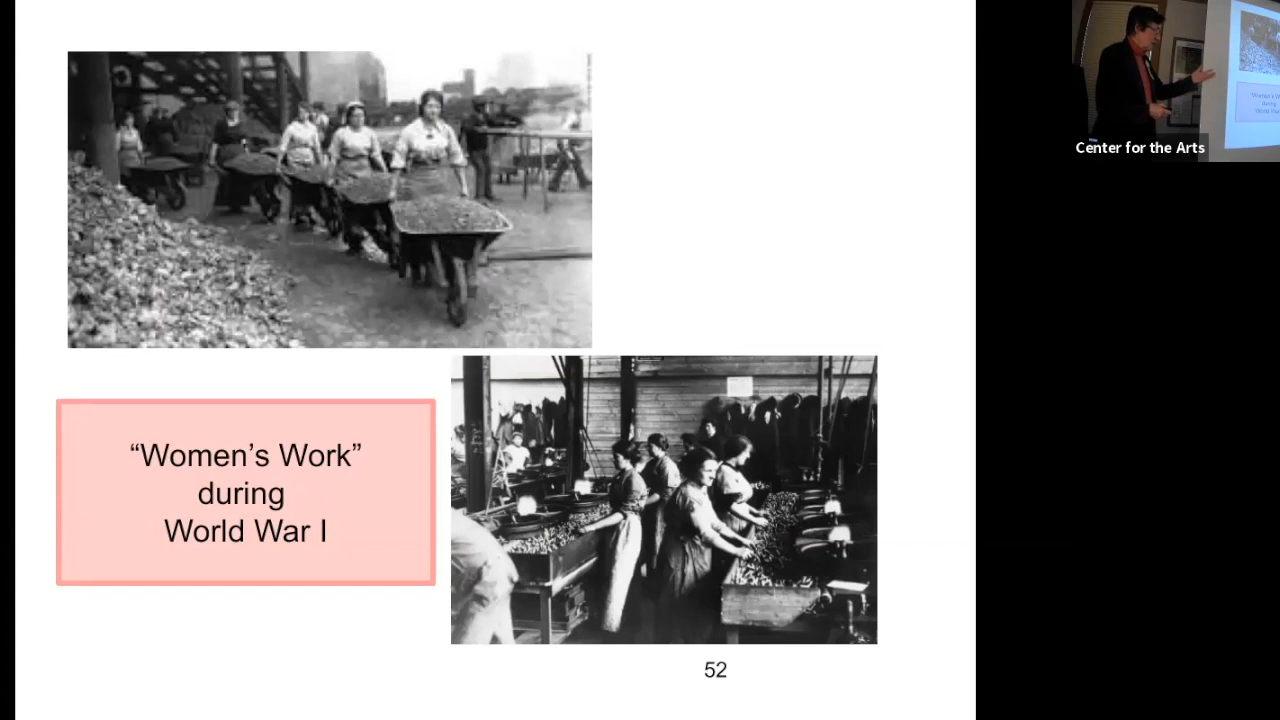 Center for the Arts
“Women’s Work”
during
World War I
52